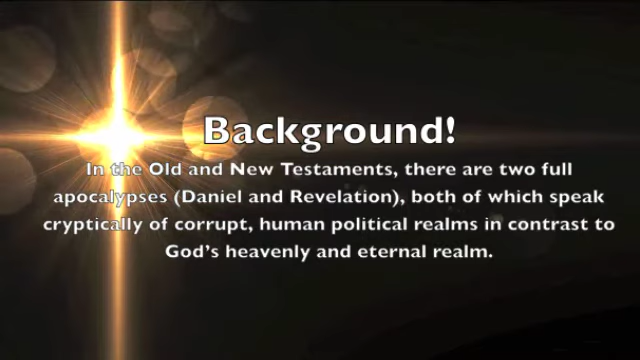 Background!
In the Old and New Testaments, there are two full
apocalypses (Daniel and Revelation), both of which speak
cryptically of corrupt, human political realms in contrast to
God's heavenly and eternal realm.